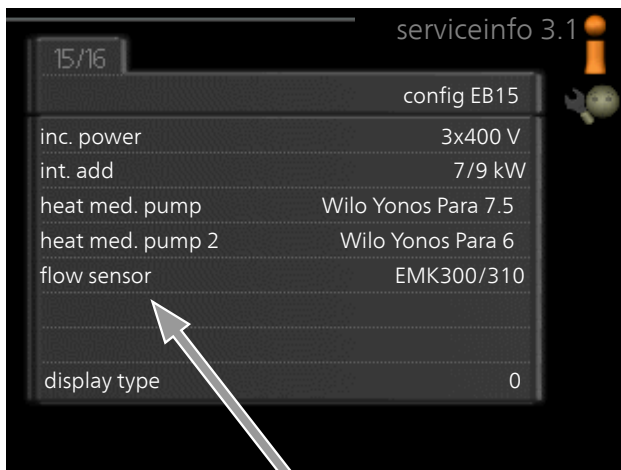 serviceinfo 3.1
15/16
config EB15
inc. power 3x400 V
int. add 7/9 kW
heat med. pump Wilo Yonos Para 7.5
heat med. pump 2 Wilo Yonos Para 6
flow sensor EMK300/310
display type 0